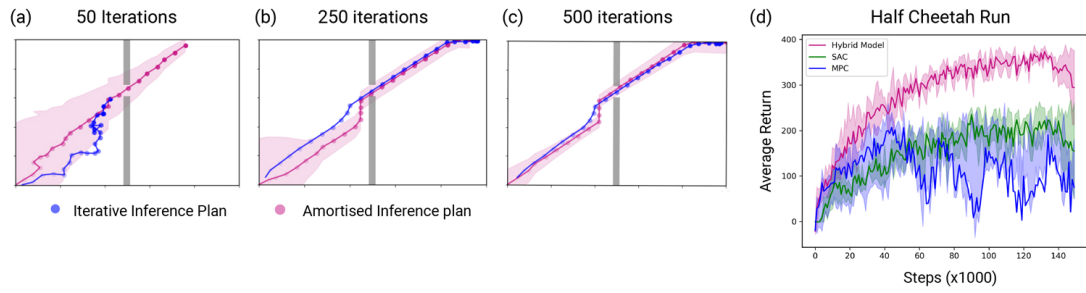 (a) 50 Iterations
(b) 250 iterations
(c) 500 iterations
Iterative Inference Plan
Amortised Inference plan
(d) Half Cheetah Run
Hybrid Model
SAC
MPC
Average Return
400
300
200
100
0
0 20 40 60 80 100 120 140
Steps (x1000)